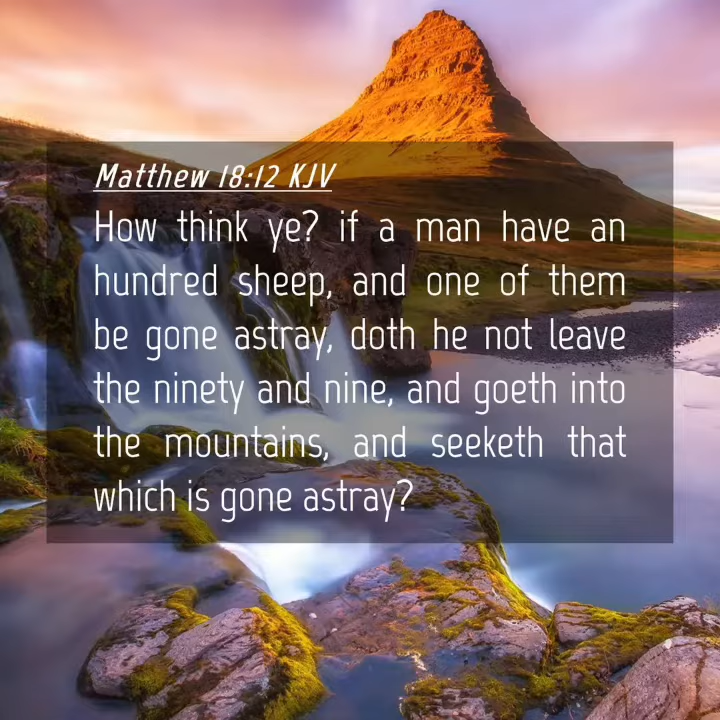 Matthew 18:12 KJV
How think ye? if a man have an
hundred sheep, and one of them
be gone astray, doth he not leave
the ninety and nine, and goeth into
the mountains, and seeketh that
which is gone astray?